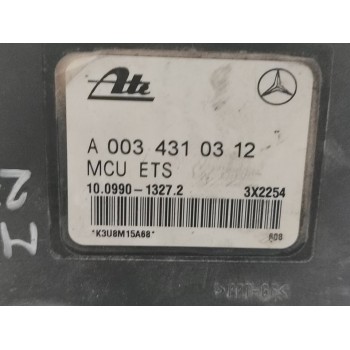 Ate
A 003 431 03 12
MCU ETS
10.0990-1327.2 3X2254
*K3U8M15A68*